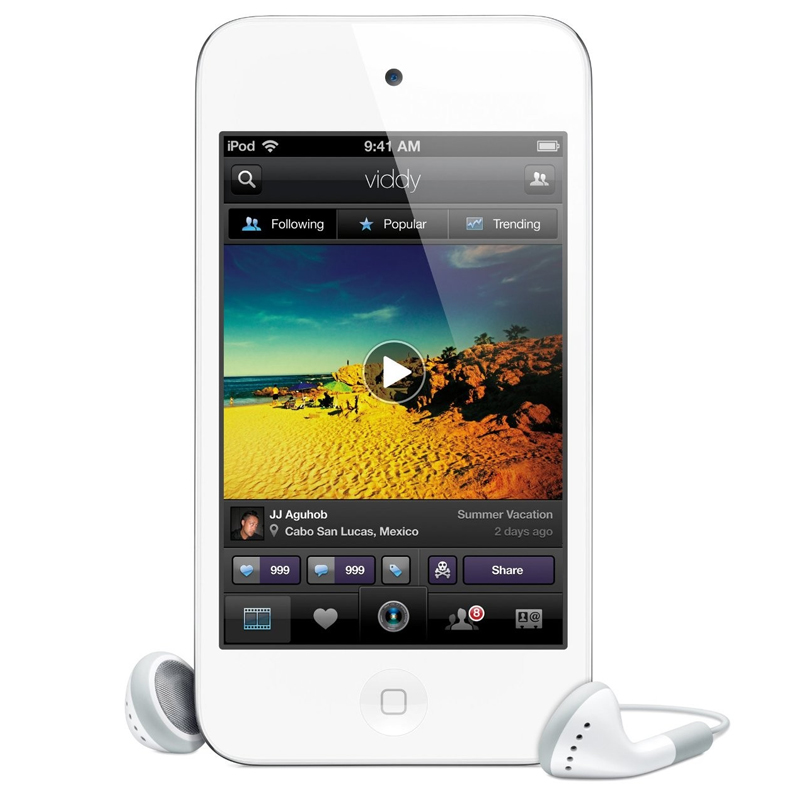 iPod 9:41 AM
viddy
Following Popular Trending
JJ Aguhob Summer Vacation
Cabo San Lucas, Mexico 2 days ago
999 999 Share
8
@